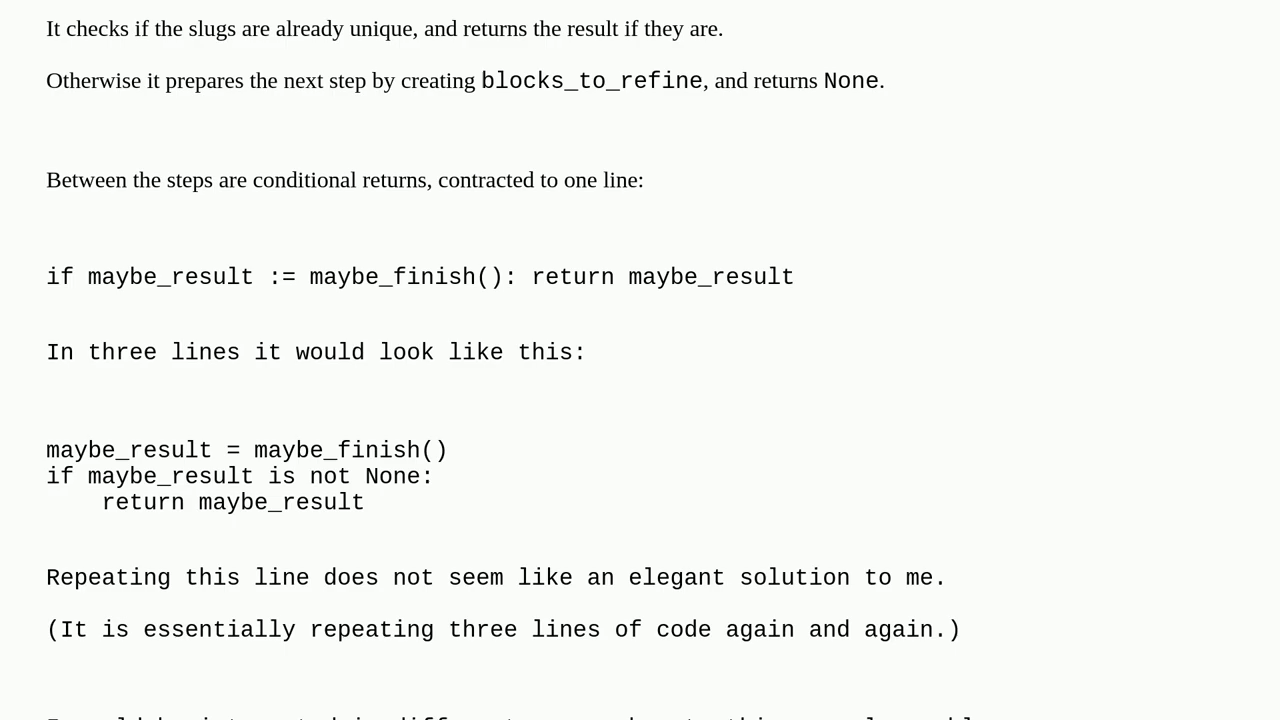 It checks if the slugs are already unique, and returns the result if they are.
Otherwise it prepares the next step by creating blocks_to_refine, and returns None.
Between the steps are conditional returns, contracted to one line:
if maybe_result := maybe_finish(): return maybe_result
In three lines it would look like this:
maybe_result = maybe_finish()
if maybe_result is not None:
    return maybe_result
Repeating this line does not seem like an elegant solution to me.
(It is essentially repeating three lines of code again and again.)